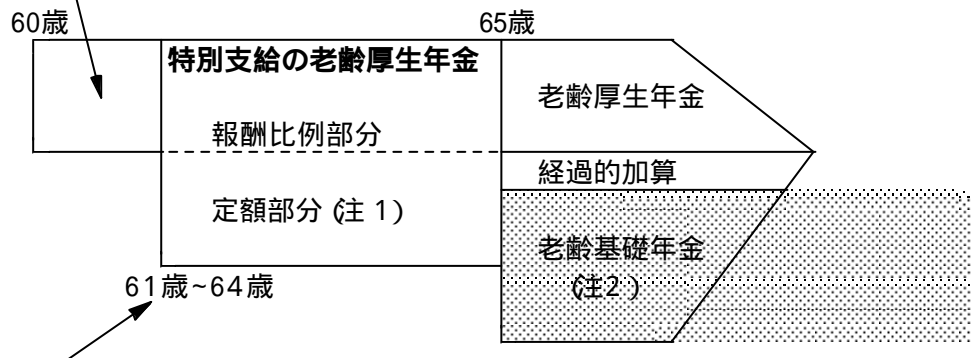 60歳
65歳
特別支給の老齢厚生年金
老齢厚生年金
報酬比例部分
経過的加算
定額部分(注 1)
老齢基礎年金
(注2)
61歳~64歳